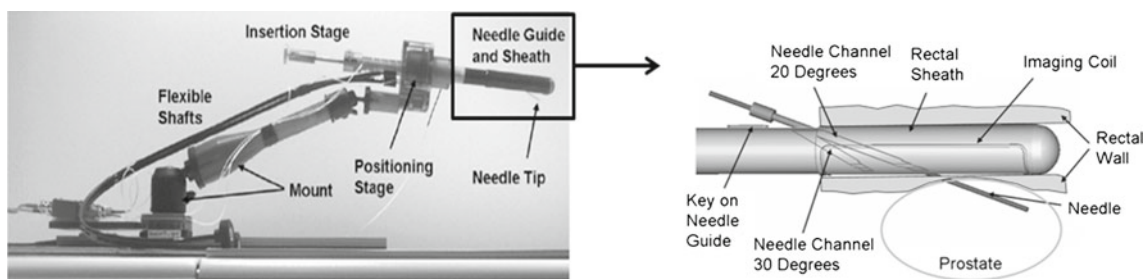 Insertion Stage
Needle Guide
and Sheath
Flexible
Shafts
Mount
Positioning
Stage
Needle Tip
Needle Channel
20 Degrees
Rectal
Sheath
Imaging Coil
Rectal
Wall
Key on
Needle
Guide
Needle Channel
30 Degrees
Needle
Prostate